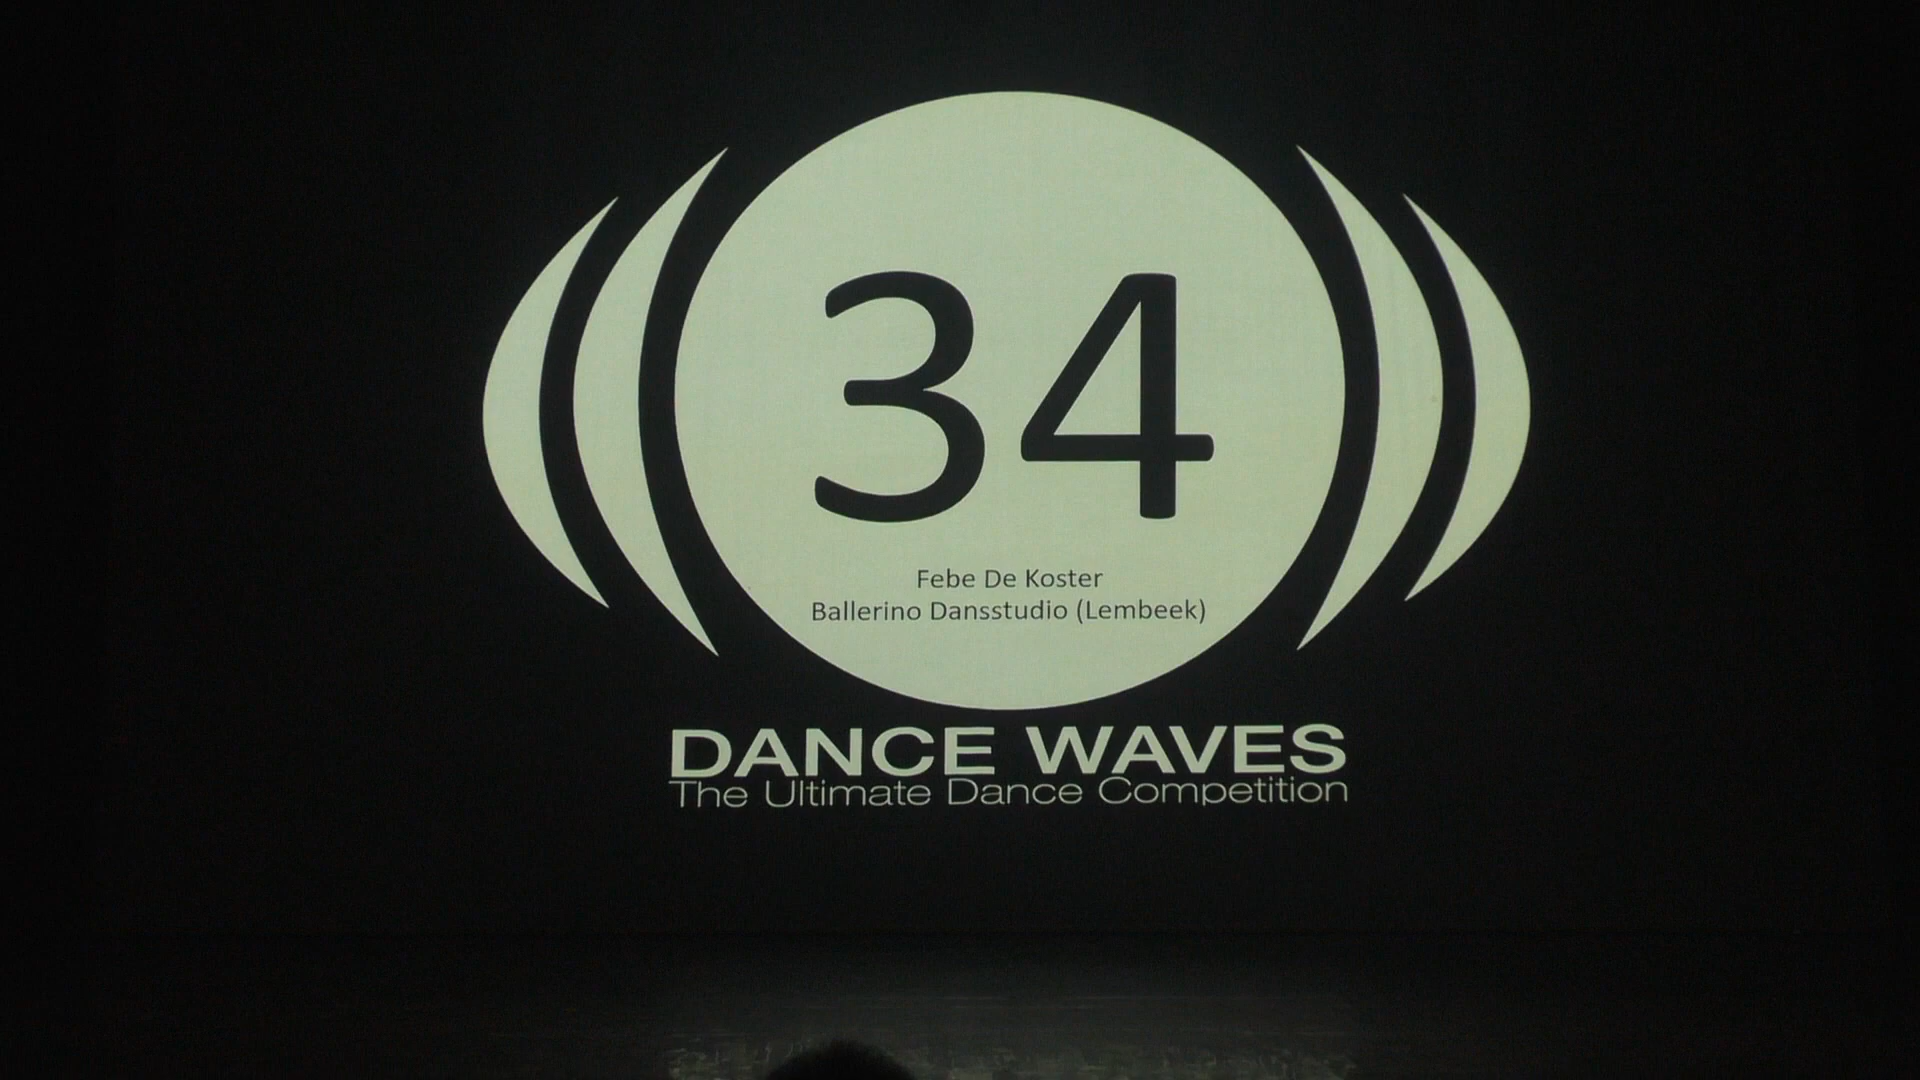 34
Febe De Koster
Ballerino Dansstudio (Lembeek)
DANCE WAVES
The Ultimate Dance Competition